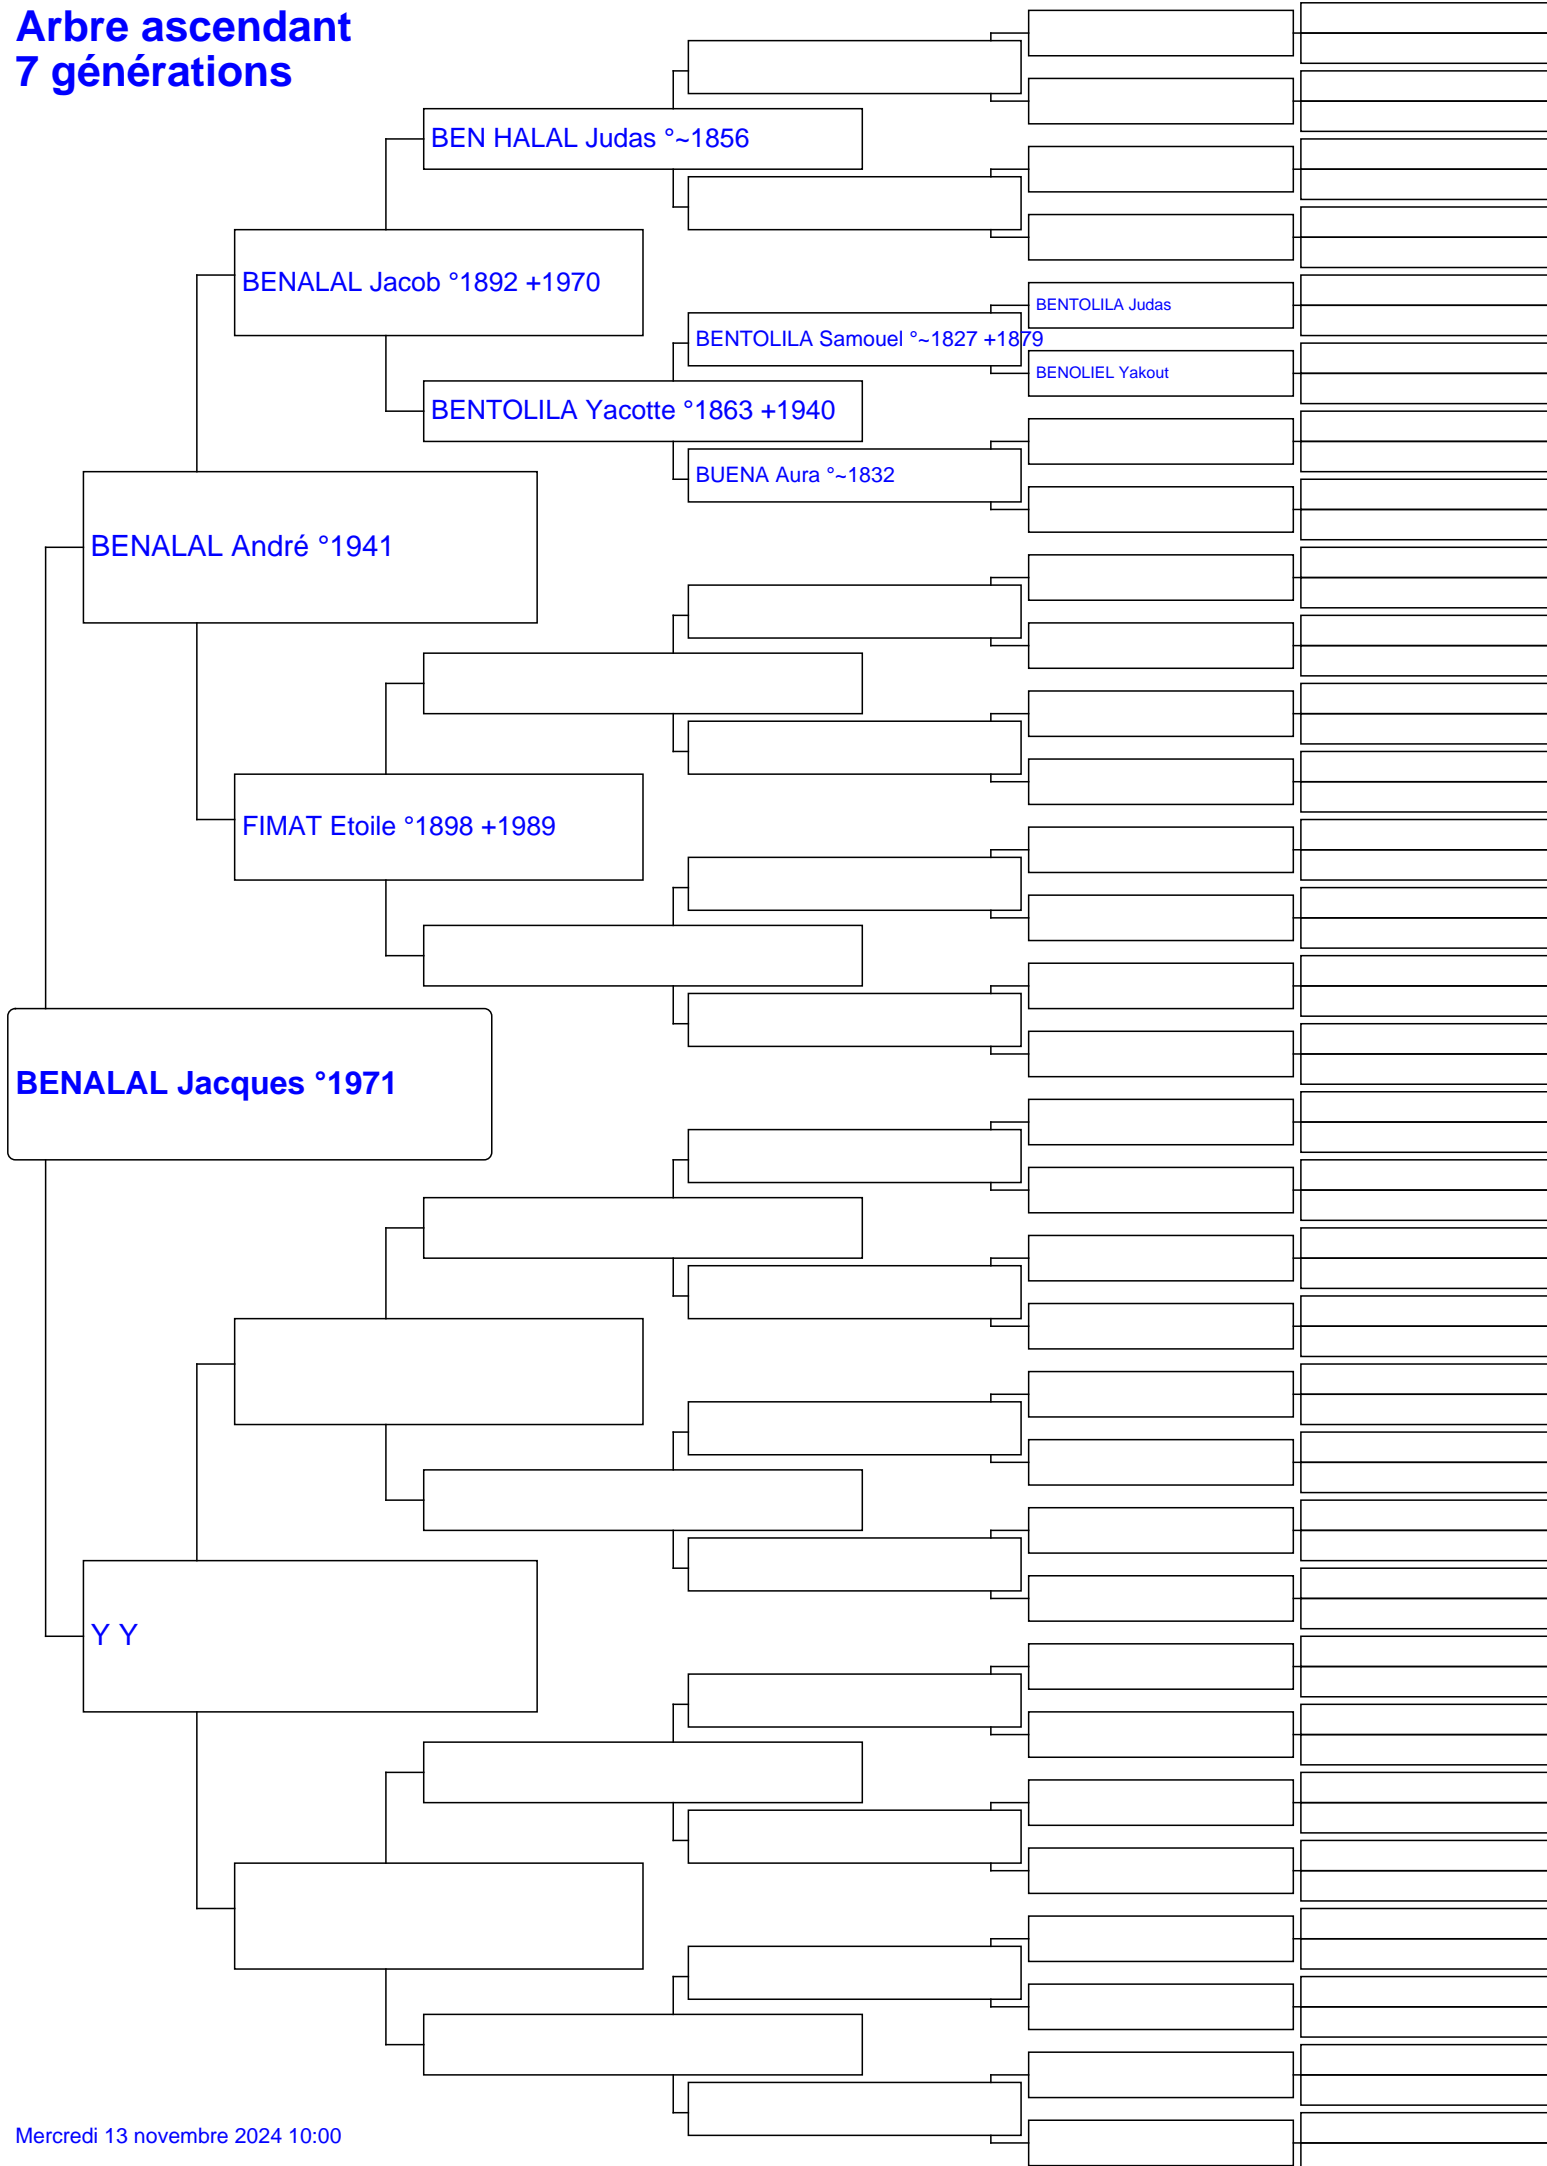 Arbre ascendant
7 générations
BEN HALAL Judas °~1856
BENALAL Jacob °1892 +1970
BENTOLILA Judas
BENTOLILA Samouel °~1827 +1879
BENOLIEL Yakout
BENTOLILA Yacotte °1863 +1940
BUENA Aura °~1832
BENALAL André °1941
FIMAT Etoile °1898 +1989
BENALAL Jacques °1971
Y Y
Mercredi 13 novembre 2024 10:00